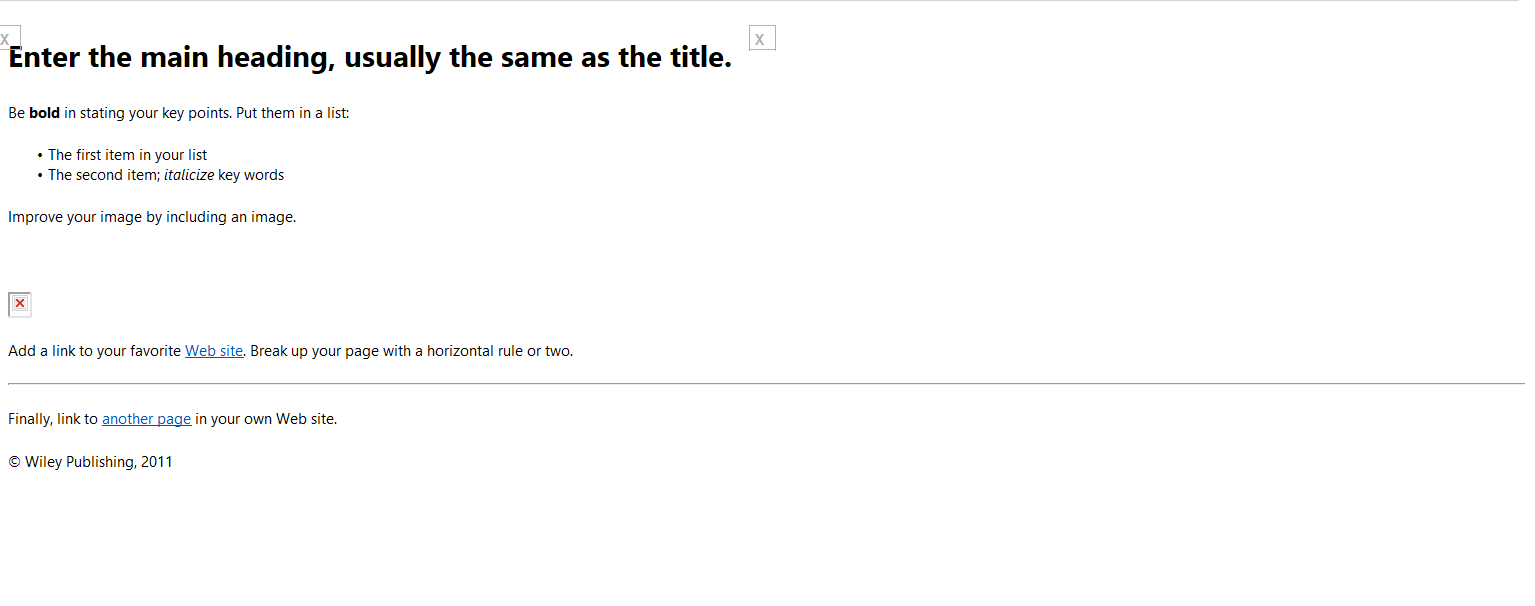 Enter the main heading, usually the same as the title.
Be bold in stating your key points. Put them in a list:
• The first item in your list
• The second item; italicize key words
Improve your image by including an image.
Add a link to your favorite Web site. Break up your page with a horizontal rule or two.
Finally, link to another page in your own Web site.
© Wiley Publishing, 2011